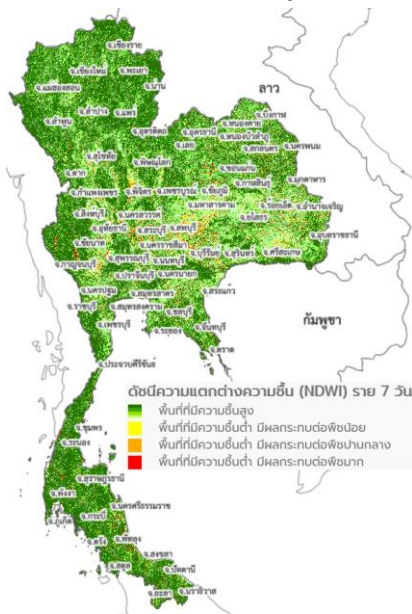 จ.เชียงราย
จ.เชียงใหม่
จ.พะเยา
จ.แม่ฮ่องสอน
จ.น่าน
จ.ลำปาง
จ.แพร่
จ.ลำพูน
จ.อุตรดิตถ์
ลาว
จ.บึงกาฬ
จ.หนองคาย
จ.อุดรธานี
จ.หนองบัวลำภู
จ.เลย
จ.สกลนคร
จ.นครพนม
จ.สุโขทัย
จ.พิษณุโลก
จ.ขอนแก่น
จ.ตาก
จ.กาฬสินธุ์
จ.มุกดาหาร
จ.กำแพงเพชร
จ.พิจิตร
จ.เพชรบูรณ์
จ.ชัยภูมิ
จ.มหาสารคาม
จ.ร้อยเอ็ด
จ.อำนาจเจริญ
จ.สิงห์บุรี
จ.นครสวรรค์
จ.ยโสธร
จ.อุทัยธานี
จ.สระบุรี
จ.ลพบุรี
จ.อุบลราชธานี
จ.ชัยนาท
จ.นครราชสีมา
จ.บุรีรัมย์
จ.สุรินทร์
จ.ศรีสะเกษ
จ.กาญจนบุรี
จ.สุพรรณบุรี
จ.นนทบุรี
จ.ปราจีนบุรี
จ.นครนายก
จ.สระแก้ว
จ.นครปฐม
จ.สมุทรสาคร
จ.ราชบุรี
จ.สมุทรสงคราม
จ.ชลบุรี
กัมพูชา
จ.เพชรบุรี
จ.ระยอง
จ.จันทบุรี
จ.ตราด
จ.ประจวบคีรีขันธ์
ดัชนีความแตกต่างความชื้น (NDWI) ราย 7 วัน
พื้นที่ที่มีความชื้นสูง
พื้นที่ที่มีความชื้นต่ำ มีผลกระทบต่อพืชน้อย
พื้นที่ที่มีความชื้นต่ำ มีผลกระทบต่อพืชปานกลาง
พื้นที่ที่มีความชื้นต่ำ มีผลกระทบต่อพืชมาก
จ.ชุมพร
จ.ระนอง
จ.สุราษฎร์ธานี
จ.พังงา
จ.นครศรีธรรมราช
จ.กระบี่
จ.ภูเก็ต
จ.ตรัง
จ.พัทลุง
จ.สงขลา
จ.สตูล
จ.ปัตตานี
จ.ยะลา
จ.นราธิวาส